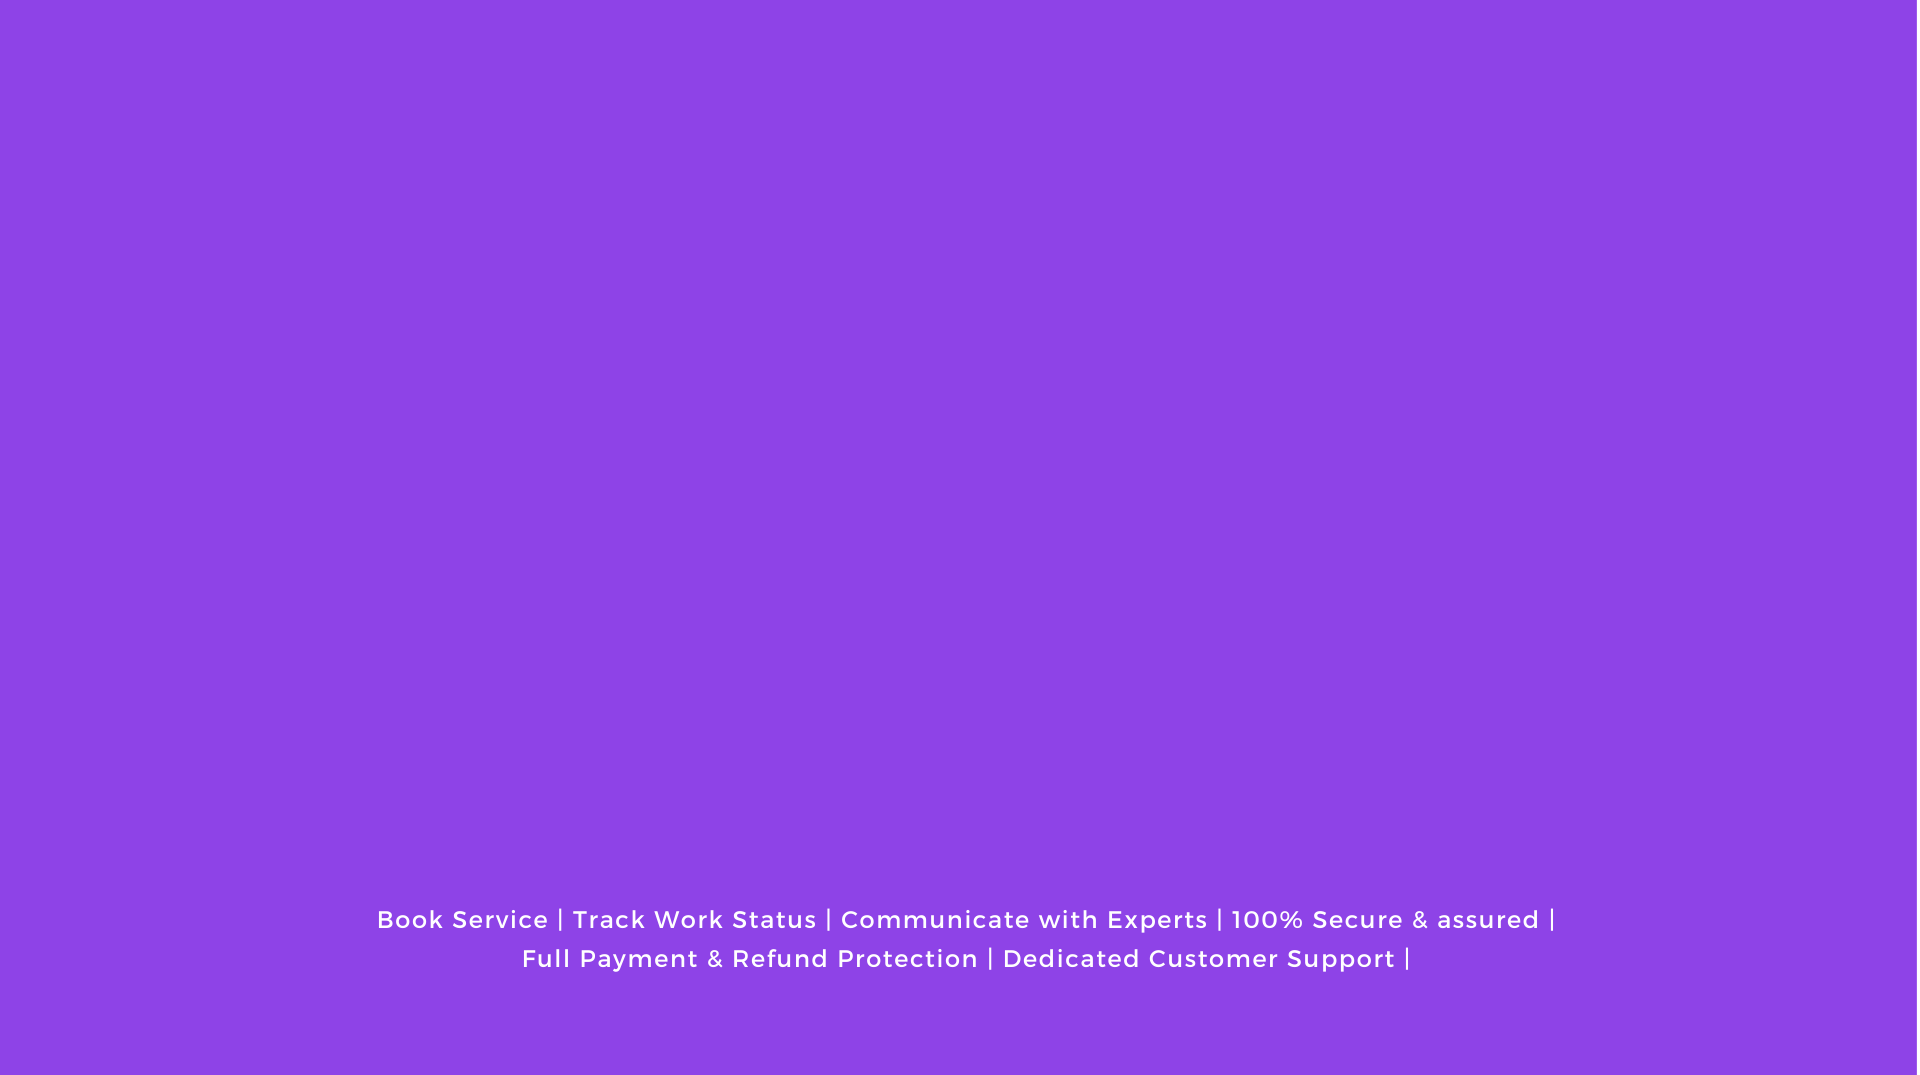 Book Service | Track Work Status | Communicate with Experts | 100% Secure & assured |
Full Payment & Refund Protection | Dedicated Customer Support |